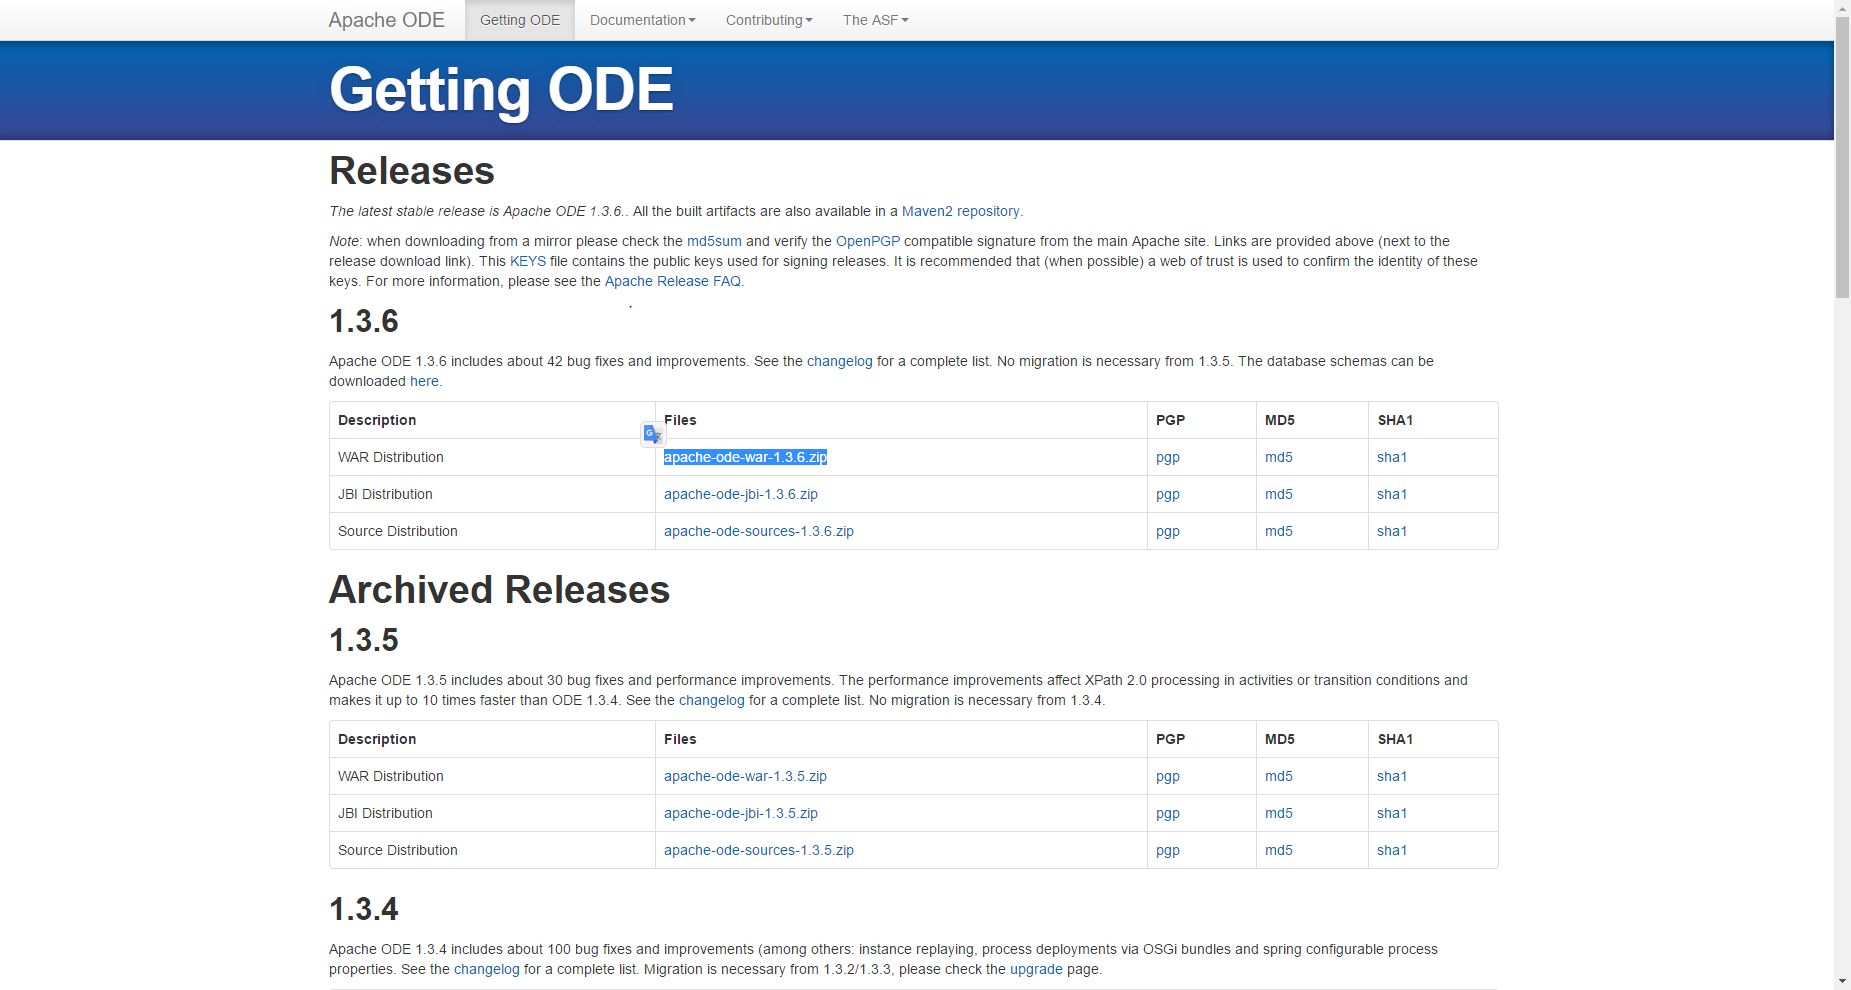 Apache ODE Getting ODE Documentation Contributing The ASF
Getting ODE
Releases
The latest stable release is Apache ODE 1.3.6.. All the built artifacts are also available in a Maven2 repository.
Note: when downloading from a mirror please check the md5sum and verify the OpenPGP compatible signature from the main Apache site. Links are provided above (next to the
release download link). This KEYS file contains the public keys used for signing releases. It is recommended that (when possible) a web of trust is used to confirm the identity of these
keys. For more information, please see the Apache Release FAQ.
1.3.6
Apache ODE 1.3.6 includes about 42 bug fixes and improvements. See the changelog for a complete list. No migration is necessary from 1.3.5. The database schemas can be
downloaded here.
Description Files PGP MD5 SHA1
WAR Distribution apache-ode-war-1.3.6.zip pgp md5 sha1
JBI Distribution apache-ode-jbi-1.3.6.zip pgp md5 sha1
Source Distribution apache-ode-sources-1.3.6.zip pgp md5 sha1
Archived Releases
1.3.5
Apache ODE 1.3.5 includes about 30 bug fixes and performance improvements. The performance improvements affect XPath 2.0 processing in activities or transition conditions and
makes it up to 10 times faster than ODE 1.3.4. See the changelog for a complete list. No migration is necessary from 1.3.4.
Description Files PGP MD5 SHA1
WAR Distribution apache-ode-war-1.3.5.zip pgp md5 sha1
JBI Distribution apache-ode-jbi-1.3.5.zip pgp md5 sha1
Source Distribution apache-ode-sources-1.3.5.zip pgp md5 sha1
1.3.4
Apache ODE 1.3.4 includes about 100 bug fixes and improvements (among others: instance replaying, process deployments via OSGi bundles and spring configurable process
properties. See the changelog for a complete list. Migration is necessary from 1.3.2/1.3.3, please check the upgrade page.